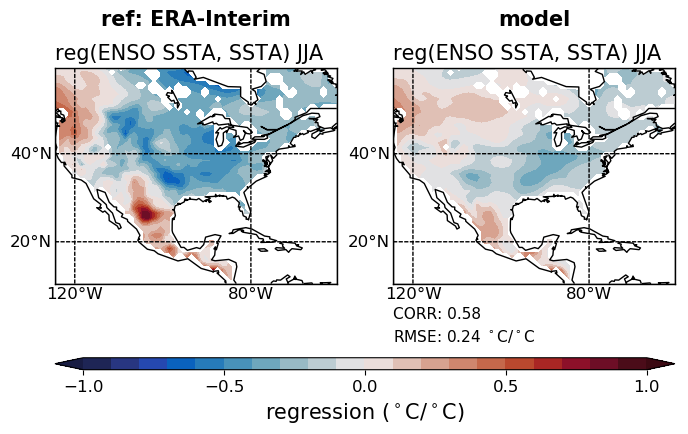 ref: ERA-Interim
model
reg(ENSO SSTA, SSTA) JJA
reg(ENSO SSTA, SSTA) JJA
40°N
20°N
120°W
80°W
40°N
20°N
120°W
80°W
CORR: 0.58
RMSE: 0.24 °C/°C
−1.0
−0.5
0.0
0.5
1.0
regression (°C/°C)